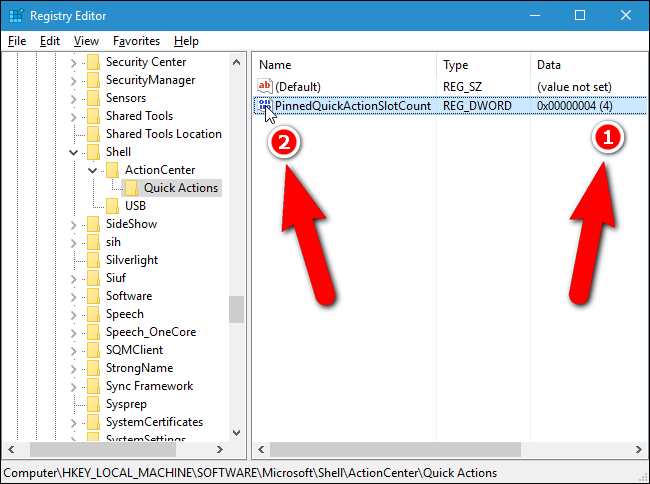 Registry Editor
File Edit View Favorites Help
Security Center
SecurityManager
Sensors
Shared Tools
Shared Tools Location
Shell
ActionCenter
Quick Actions
USB
SideShow
sih
Silverlight
Siuf
Software
Speech
Speech_OneCore
SQMClient
StrongName
Sync Framework
Sysprep
SystemCertificates
SystemSettings
Name Type Data
ab (Default) REG_SZ (value not set)
PinnedQuickActionSlotCount REG_DWORD 0x00000004 (4)
2 1
Computer\HKEY_LOCAL_MACHINE\SOFTWARE\Microsoft\Shell\ActionCenter\Quick Actions